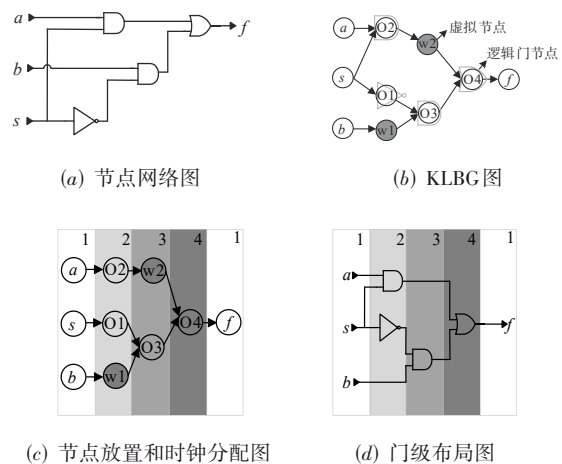 a
b
s
f
(a) 节点网络图
a
s
b
O2
O1
w1
w2
O3
O4
f
虚拟节点
逻辑门节点
(b) KLBG图
1 2 3 4 1
a O2 w2
s O1 O3 O4 f
b w1
(c) 节点放置和时钟分配图
1 2 3 4 1
a
s
b
f
(d) 门级布局图